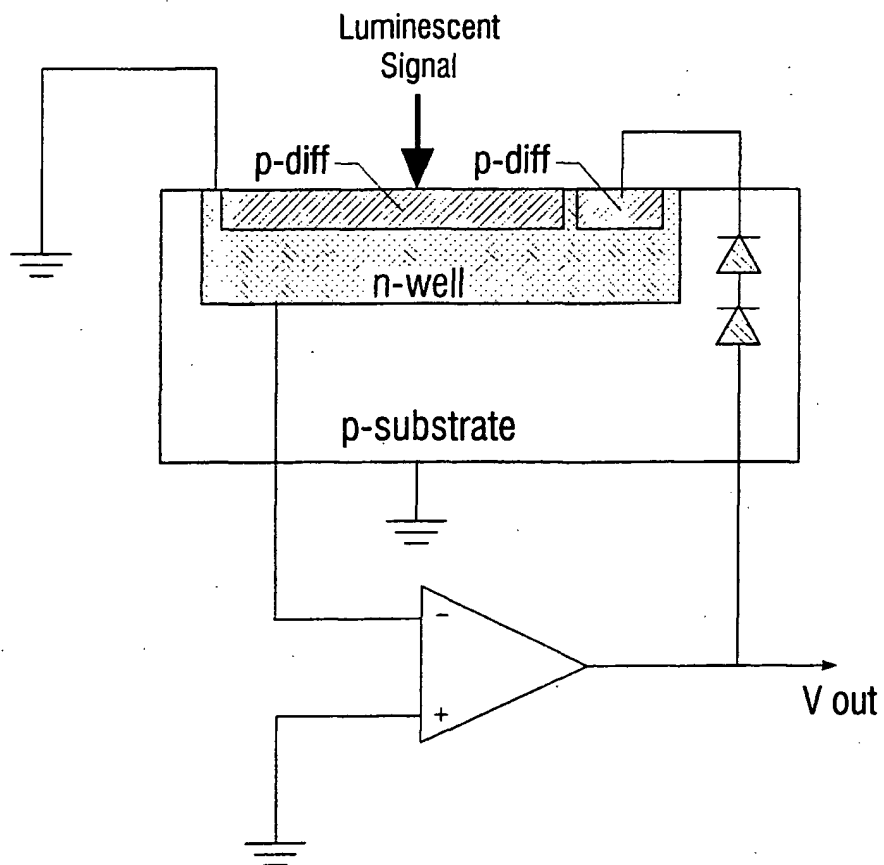 Luminescent
Signal
p-diff
p-diff
n-well
p-substrate
-
+
V out